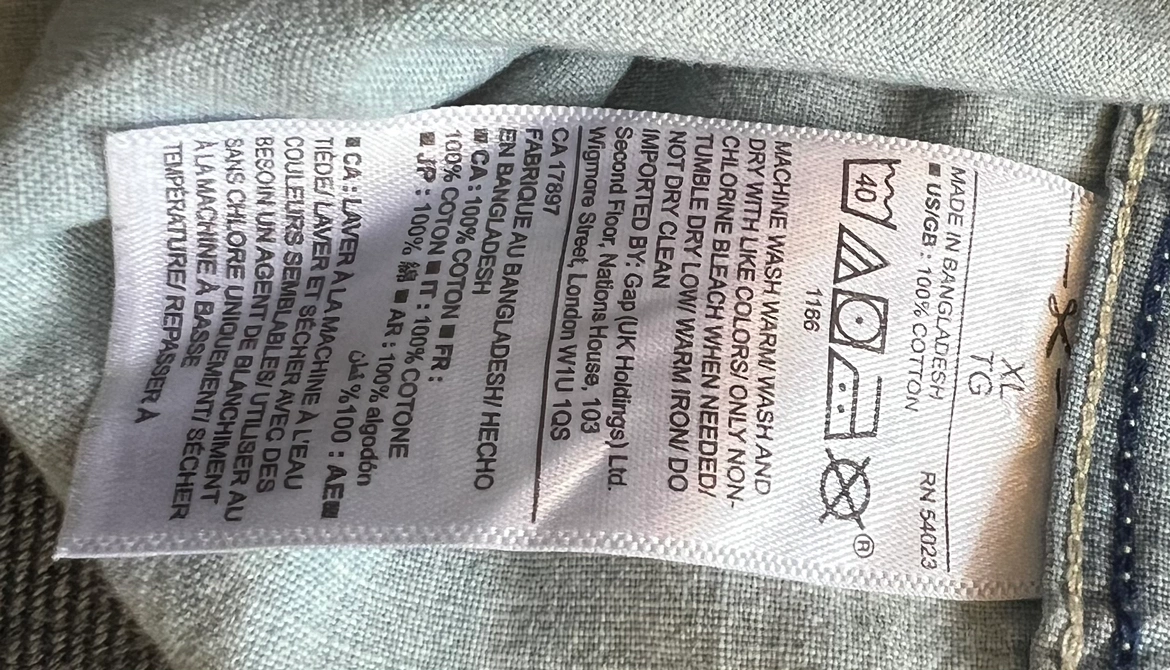 XL
TG
MADE IN BANGLADESH RN 54023
■ US/GB : 100% COTTON
40
®
1186
MACHINE WASH WARM/ WASH AND
DRY WITH LIKE COLORS/ ONLY NON-
CHLORINE BLEACH WHEN NEEDED/
TUMBLE DRY LOW/ WARM IRON/ DO
NOT DRY CLEAN
IMPORTED BY: Gap (UK Holdings) Ltd.
Second Floor, Nations House, 103
Wigmore Street, London W1U 1QS
CA 17897
FABRIQUE AU BANGLADESH/ HECHO
EN BANGLADESH
■ CA : 100% COTON ■ FR :
100% COTON ■ IT : 100% COTONE
■ JP : 100% 綿 ■ AR : 100% algodón
■ AE : 100% قطن
■ CA : LAVER À LA MACHINE À L'EAU
TIEDE/ LAVER ET SÉCHER AVEC DES
COULEURS SEMBLABLES/ UTILISER AU
BESOIN UN AGENT DE BLANCHIMENT
SANS CHLORE UNIQUEMENT/ SÉCHER
À LA MACHINE À BASSE
TEMPÉRATURE/ REPASSER À